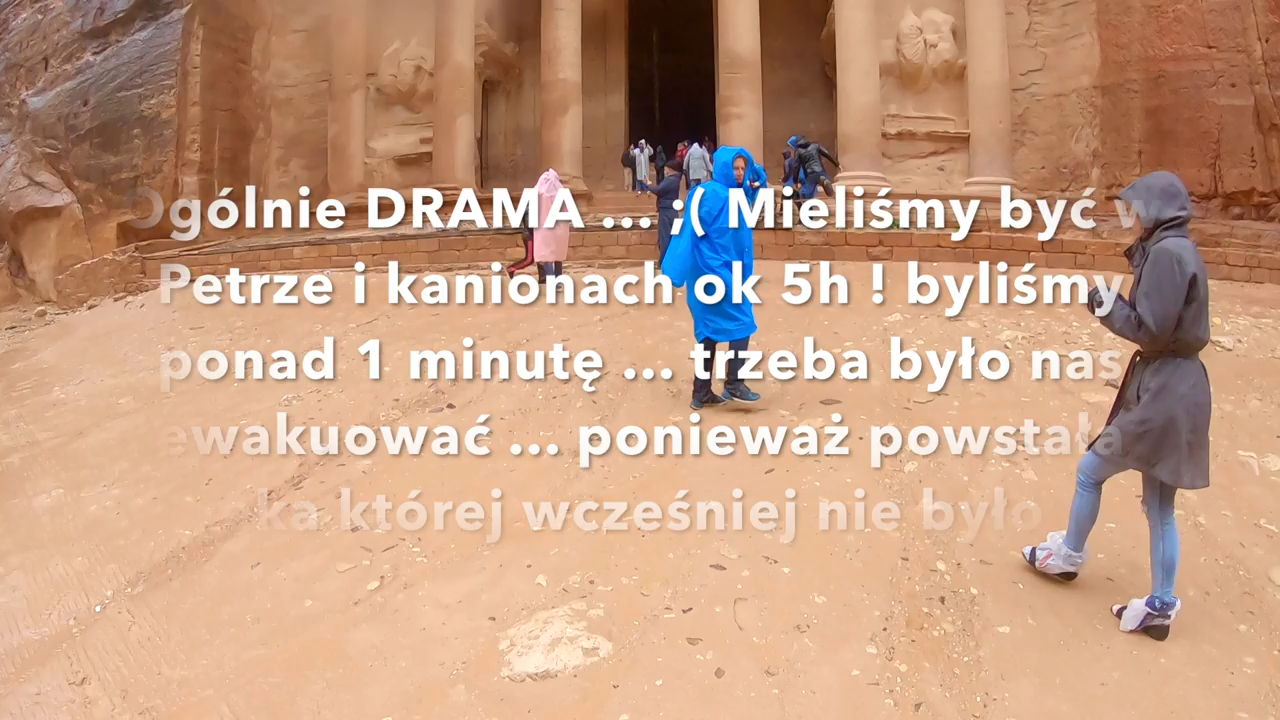 Ogólnie DRAMA ... ;( Mieliśmy być w
Petrze i kanionach ok 5h ! byliśmy
ponad 1 minutę ... trzeba było nas
ewakuować ... ponieważ powstała
której wcześniej nie było